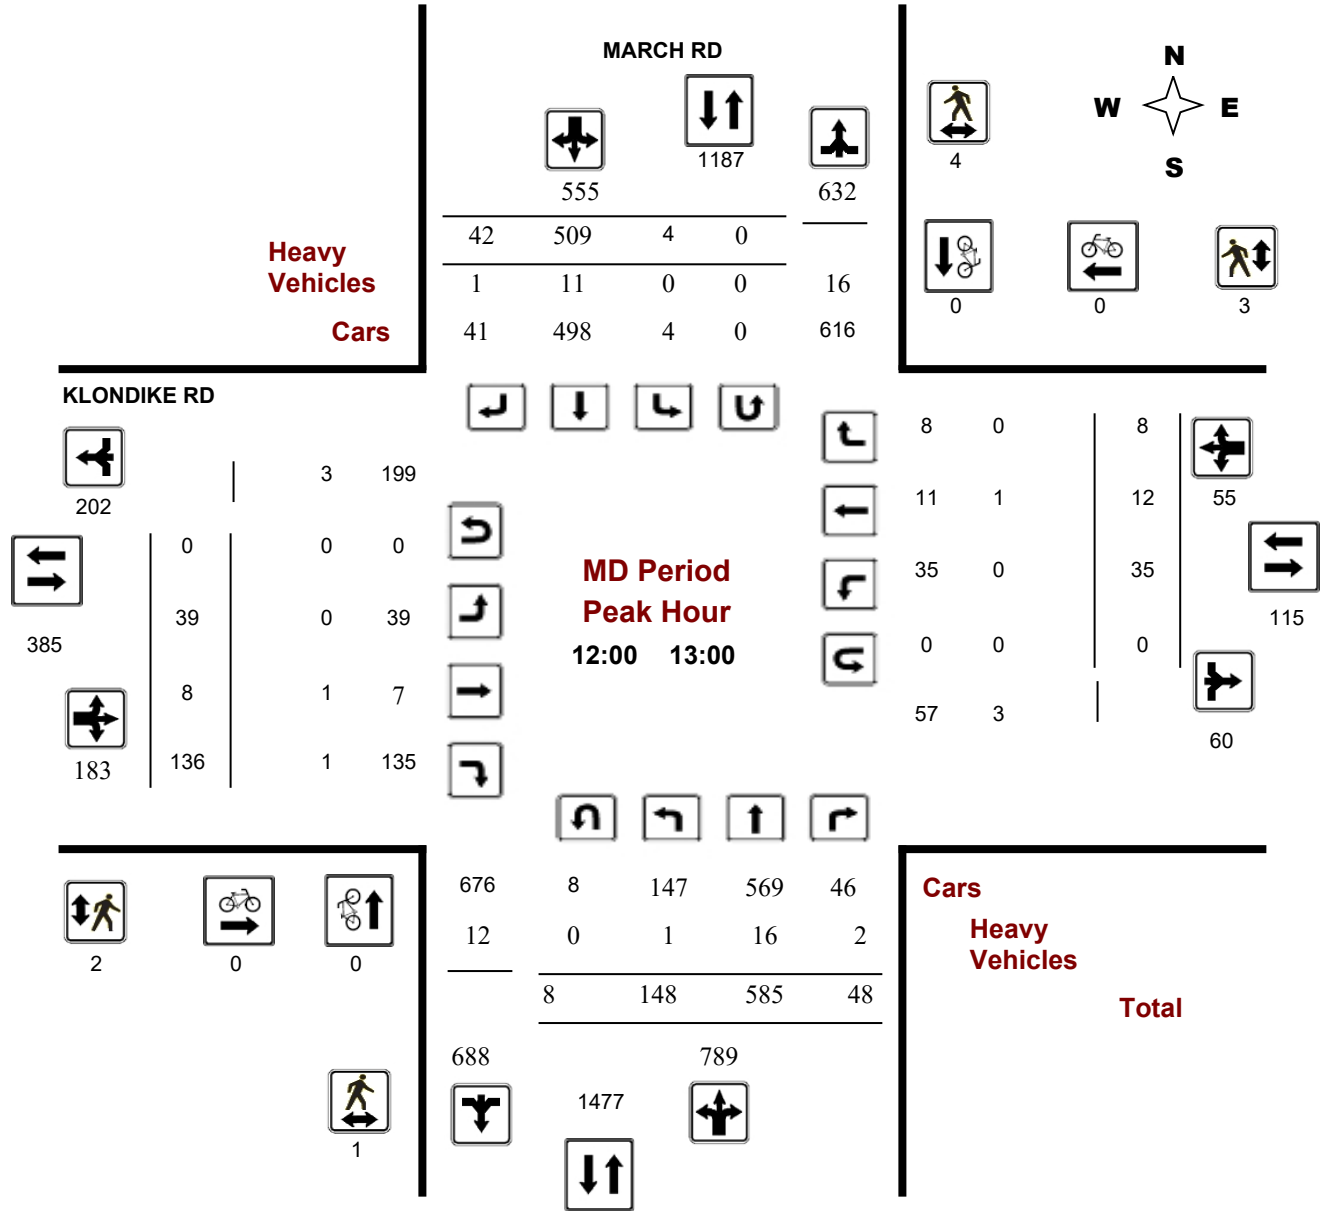 MARCH RD
N
W E
S
1187
4
555
632
42 509 4 0
Heavy
Vehicles
1 11 0 0 16
0 0 3
Cars
41 498 4 0 616
KLONDIKE RD
8 0 8
3 199
202
11 1 12 55
0 0 0
MD Period
35 0 35
Peak Hour
39 0 39
115
385
12:00 13:00
0 0 0
8 1 7
57 3
60
183 136 1 135
676 8 147 569 46
Cars
12 0 1 16 2
Heavy
Vehicles
2 0 0
8 148 585 48
Total
688 789
1477
1